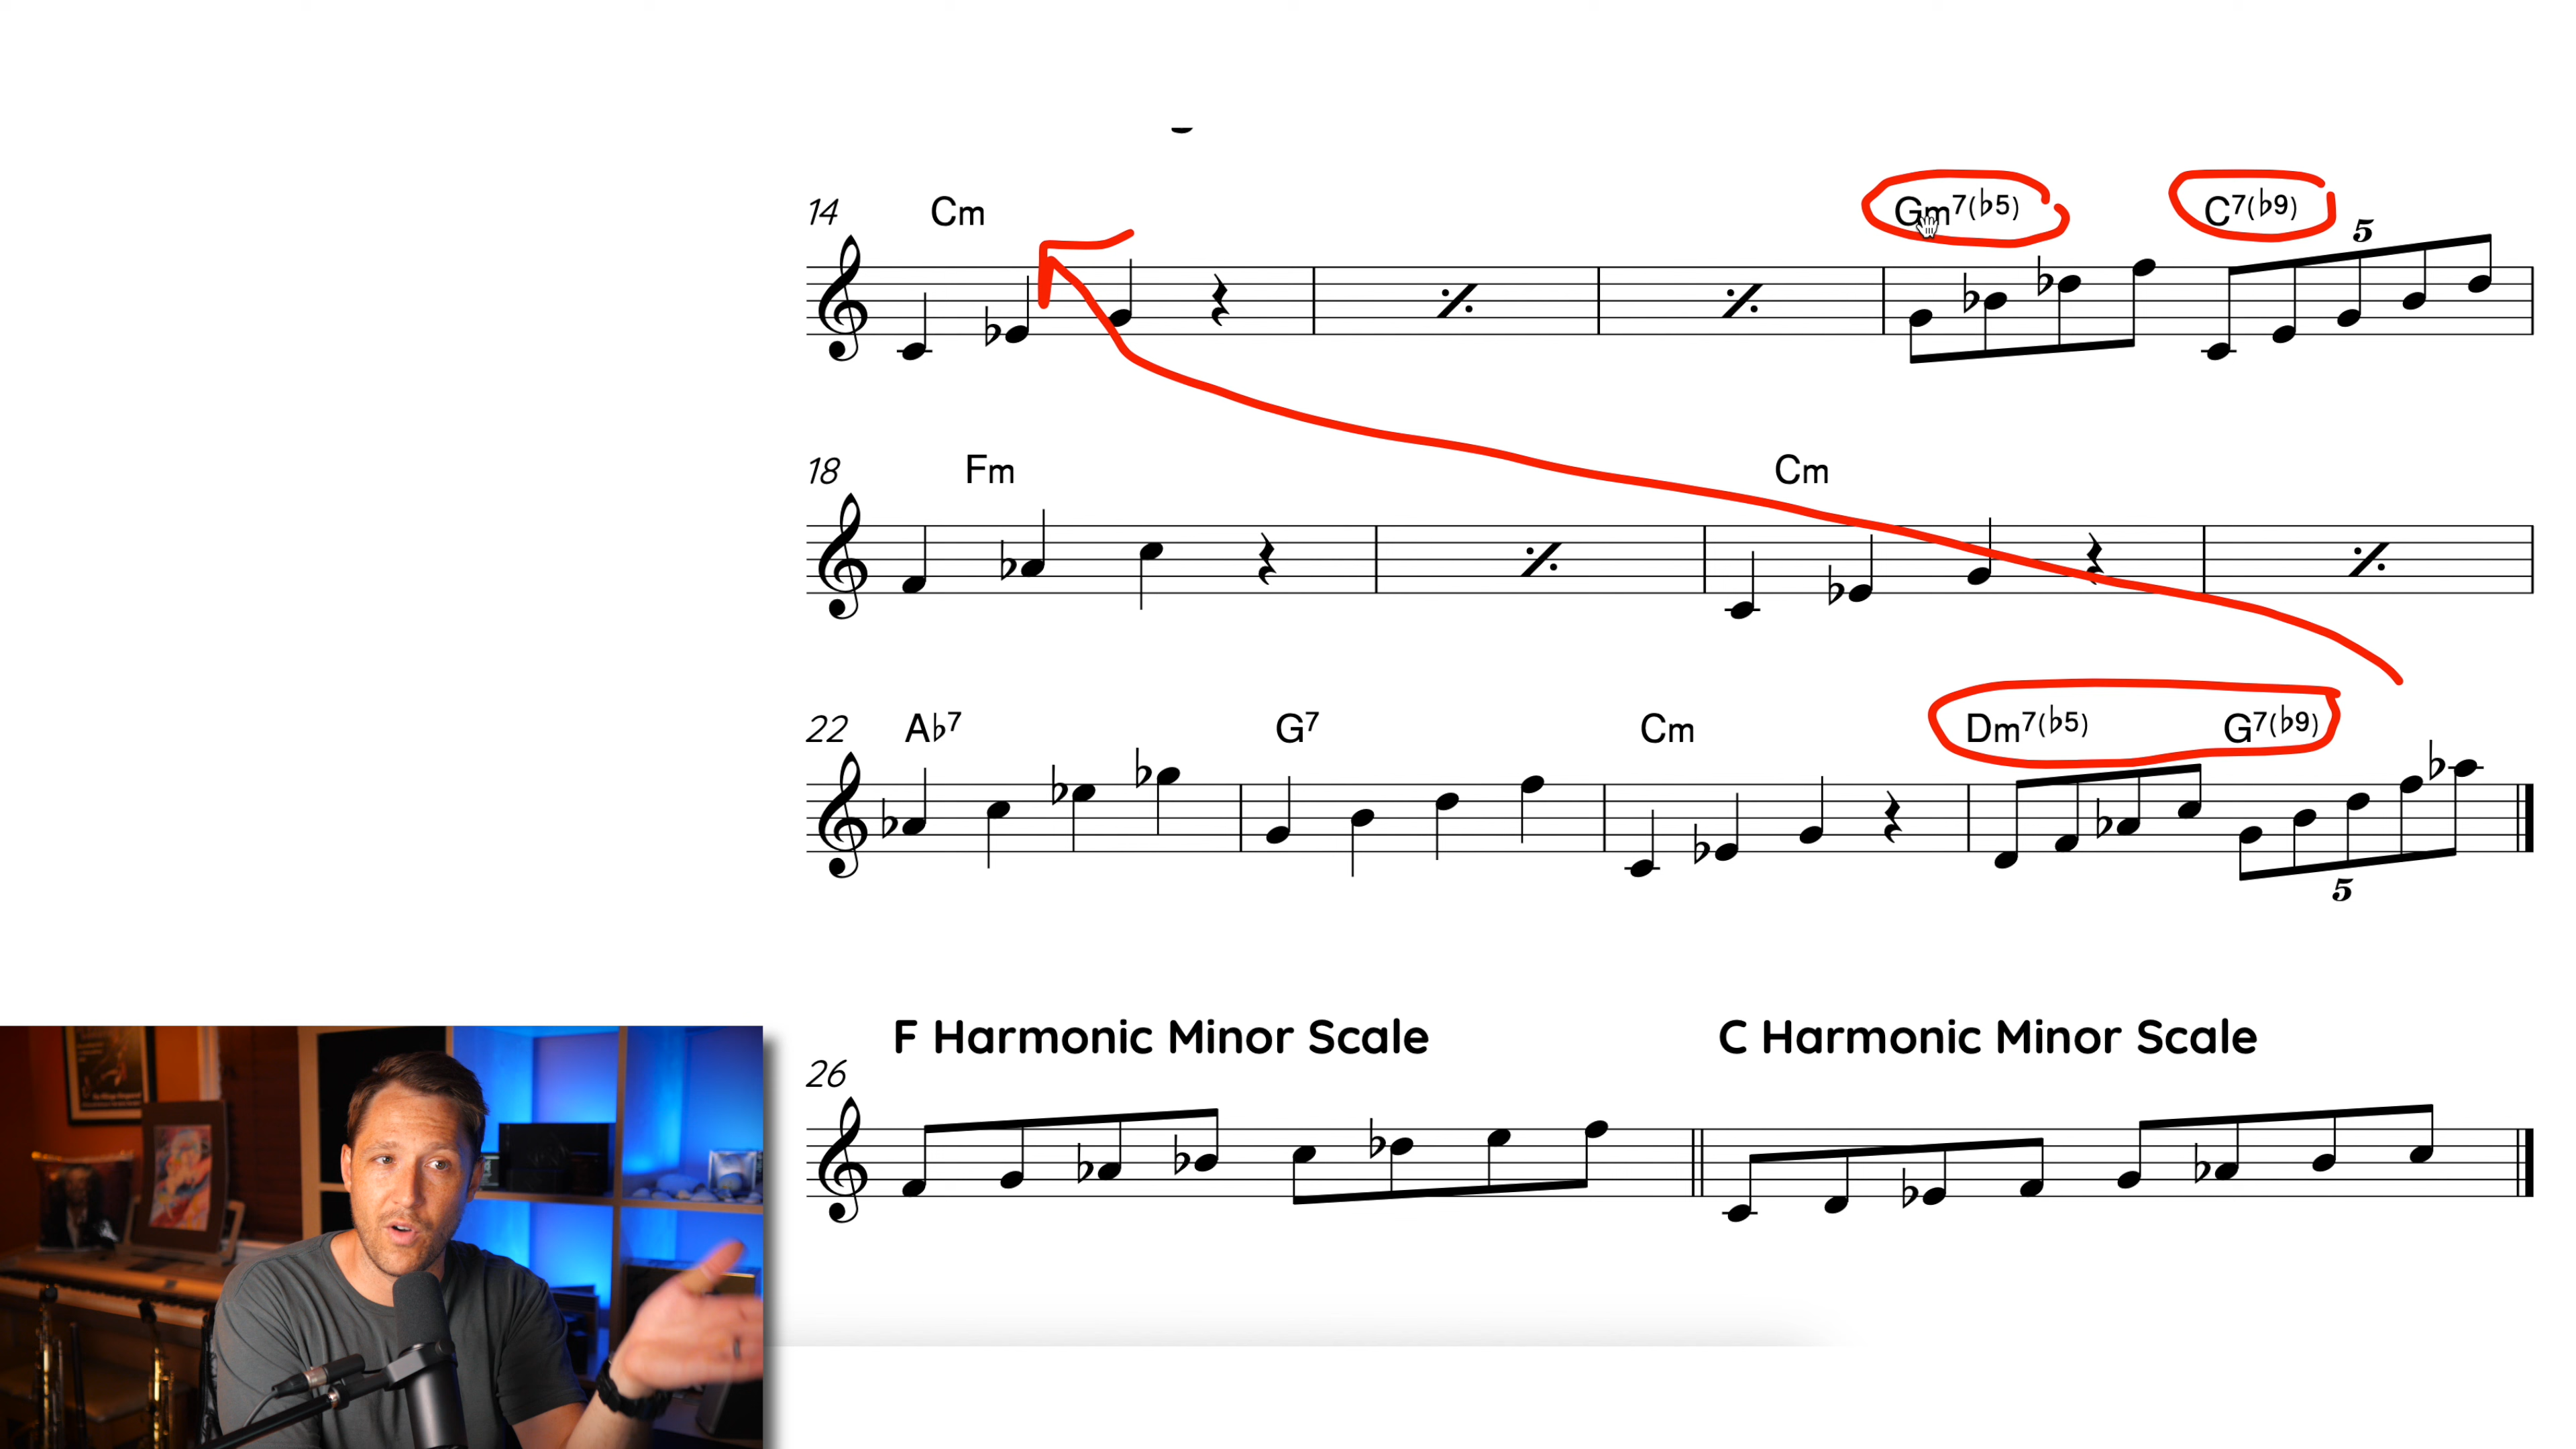 14 Cm Gm7(♭5) C7(♭9)
5
18 Fm Cm
22 A♭7 G7 Cm Dm7(♭5) G7(♭9)
5
F Harmonic Minor Scale C Harmonic Minor Scale
26